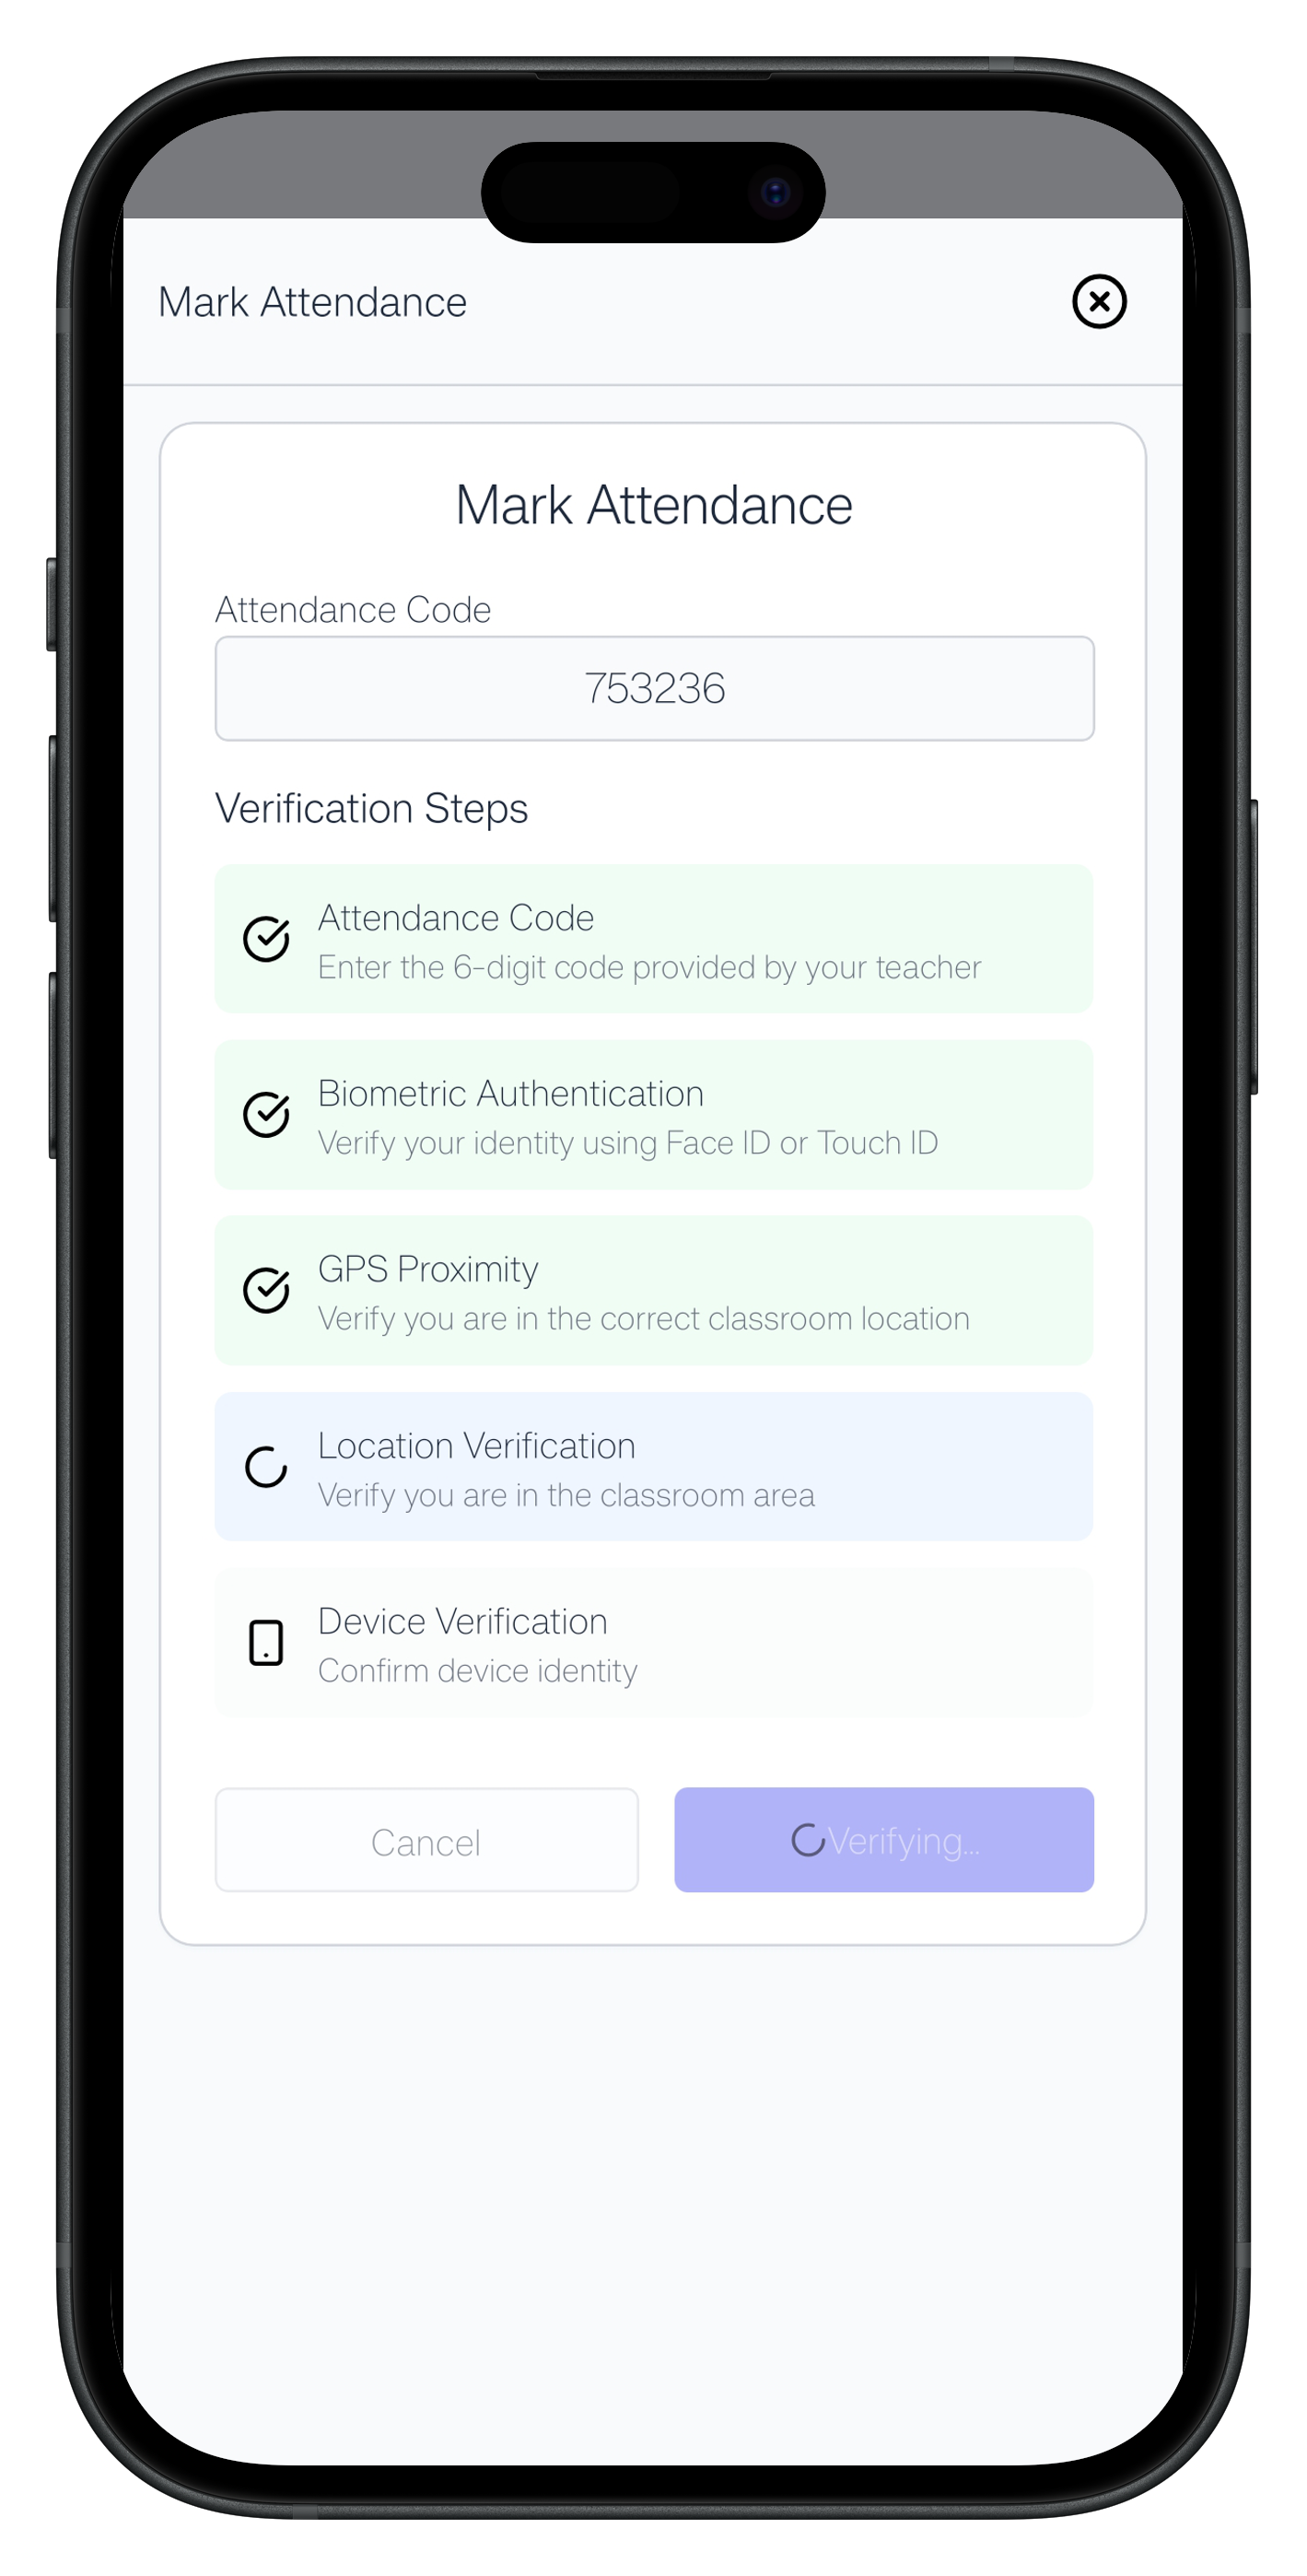 Mark Attendance
Mark Attendance
Attendance Code
753236
Verification Steps
Attendance Code
Enter the 6-digit code provided by your teacher
Biometric Authentication
Verify your identity using Face ID or Touch ID
GPS Proximity
Verify you are in the correct classroom location
Location Verification
Verify you are in the classroom area
Device Verification
Confirm device identity
Cancel
Verifying...